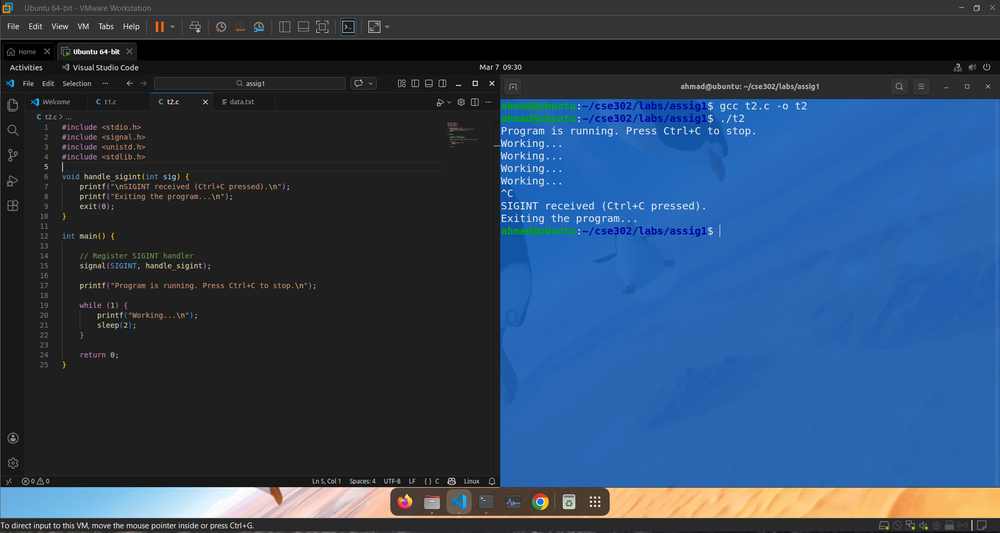 Ubuntu 64-bit - VMware Workstation
File Edit View VM Tabs Help
Home Ubuntu 64-bit
Activities Visual Studio Code Mar 7 09:30
File Edit Selection ··· assig1
Welcome C t1.c C t2.c data.txt
C t2.c > ...
1 #include <stdio.h>
2 #include <signal.h>
3 #include <unistd.h>
4 #include <stdlib.h>
5
6 void handle_sigint(int sig) {
7     printf("\nSIGINT received (Ctrl+C pressed).\n");
8     printf("Exiting the program...\n");
9     exit(0);
10 }
11
12 int main() {
13
14     // Register SIGINT handler
15     signal(SIGINT, handle_sigint);
16
17     printf("Program is running. Press Ctrl+C to stop.\n");
18
19     while (1) {
20         printf("Working...\n");
21         sleep(2);
22     }
23
24     return 0;
25 }
0 0 Ln 5, Col 1 Spaces: 4 UTF-8 LF { } C Linux
ahmad@ubuntu: ~/cse302/labs/assig1
ahmad@ubuntu:~/cse302/labs/assig1$ gcc t2.c -o t2
ahmad@ubuntu:~/cse302/labs/assig1$ ./t2
Program is running. Press Ctrl+C to stop.
Working...
Working...
Working...
Working...
^C
SIGINT received (Ctrl+C pressed).
Exiting the program...
ahmad@ubuntu:~/cse302/labs/assig1$
To direct input to this VM, move the mouse pointer inside or press Ctrl+G.